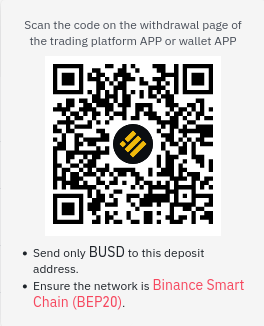 Scan the code on the withdrawal page of
the trading platform APP or wallet APP
• Send only BUSD to this deposit
address.
• Ensure the network is Binance Smart
Chain (BEP20).